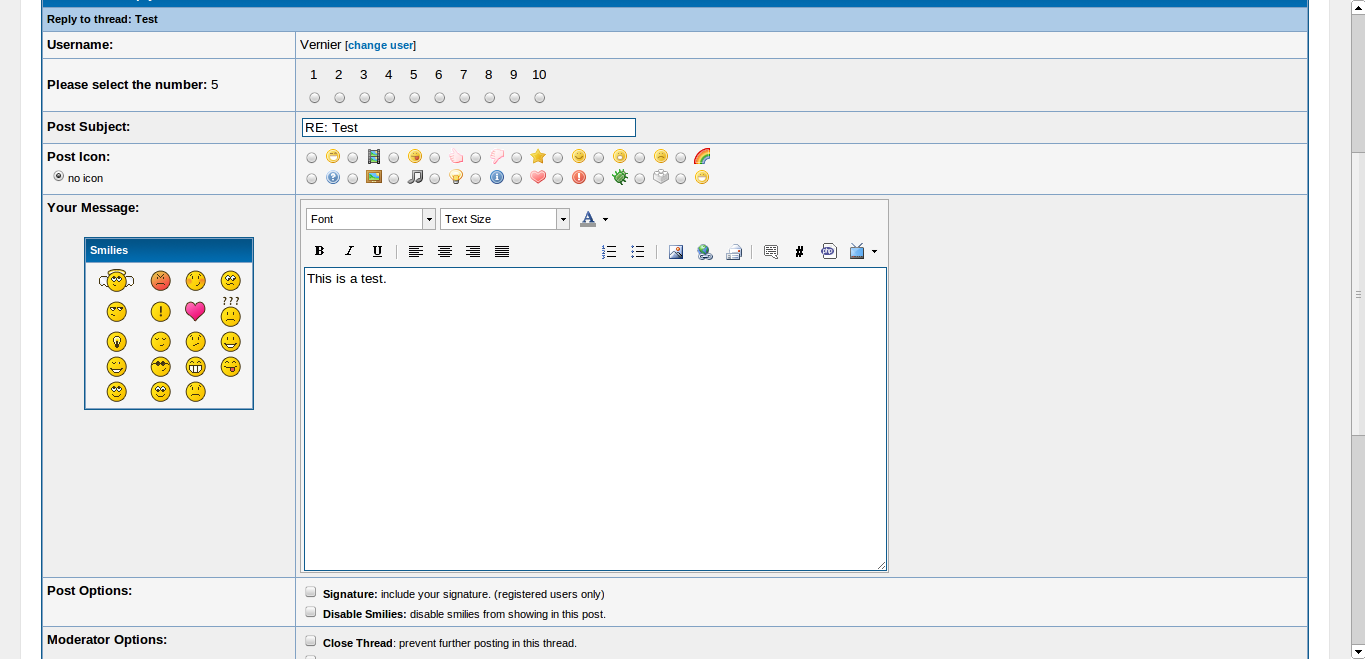 Reply to thread: Test
Username:
Vernier [change user]
Please select the number: 5
1 2 3 4 5 6 7 8 9 10
Post Subject:
RE: Test
Post Icon:
no icon
Your Message:
Smilies
???
Font
Text Size
A
B I U
#
This is a test.
Post Options:
Signature: include your signature. (registered users only)
Disable Smilies: disable smilies from showing in this post.
Moderator Options:
Close Thread: prevent further posting in this thread.